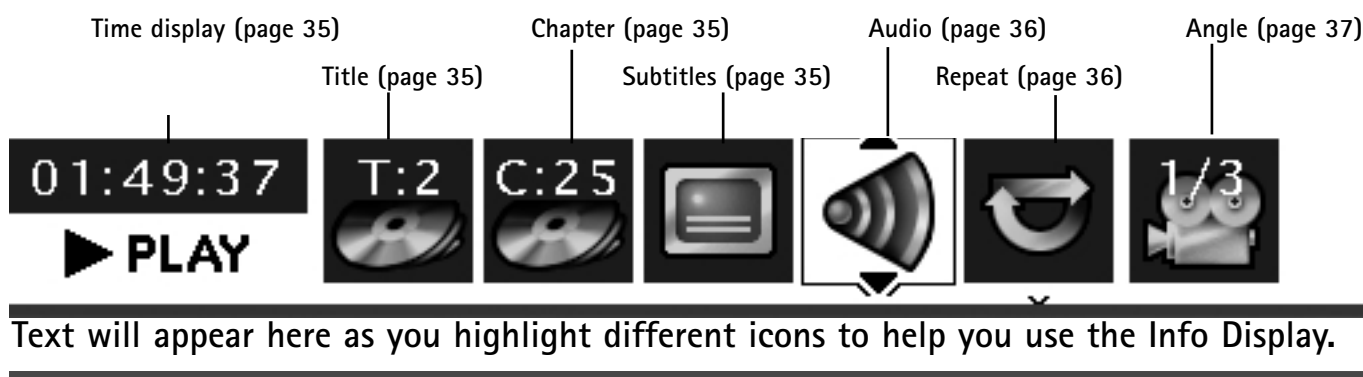 Time display (page 35) Chapter (page 35) Audio (page 36) Angle (page 37)
Title (page 35) Subtitles (page 35) Repeat (page 36)
01:49:37 T:2 C:25 1/3
PLAY
Text will appear here as you highlight different icons to help you use the Info Display.